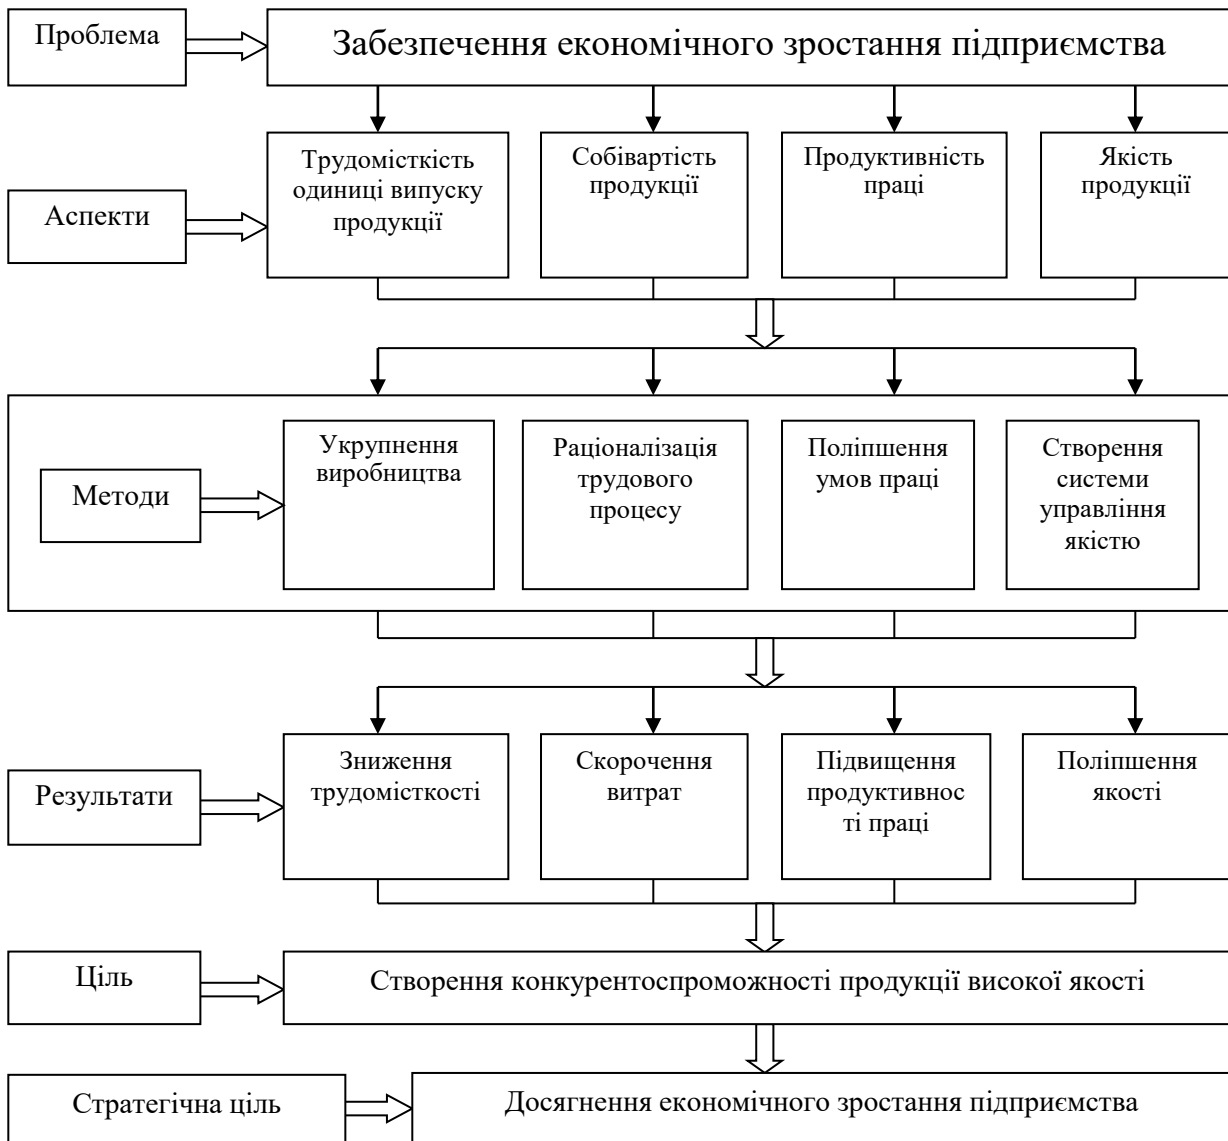 Проблема
Забезпечення економічного зростання підприємства
Аспекти
Трудомісткість
одиниці випуску
продукції
Собівартість
продукції
Продуктивність
праці
Якість
продукції
Методи
Укрупнення
виробництва
Раціоналізація
трудового
процесу
Поліпшення
умов праці
Створення
системи
управління
якістю
Результати
Зниження
трудомісткості
Скорочення
витрат
Підвищення
продуктивнос
ті праці
Поліпшення
якості
Ціль
Створення конкурентоспроможності продукції високої якості
Стратегічна ціль
Досягнення економічного зростання підприємства